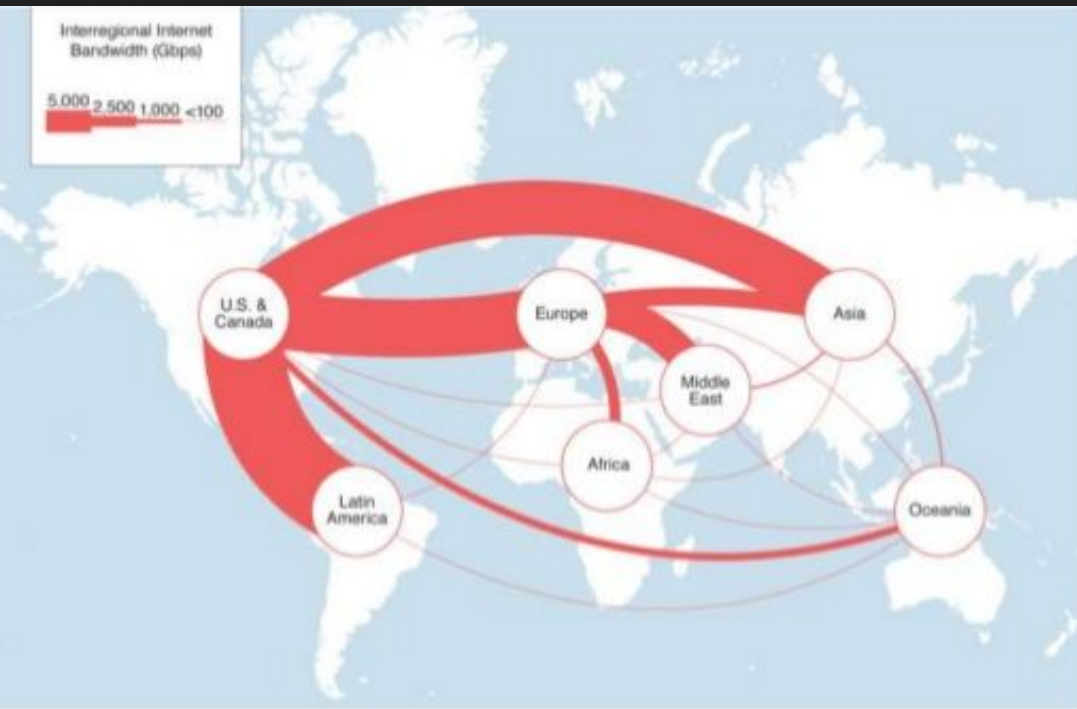 Interregional Internet
Bandwidth (Gbps)
5,000 2,500 1,000 <100
U.S. &
Canada
Europe
Asia
Middle
East
Africa
Latin
America
Oceania